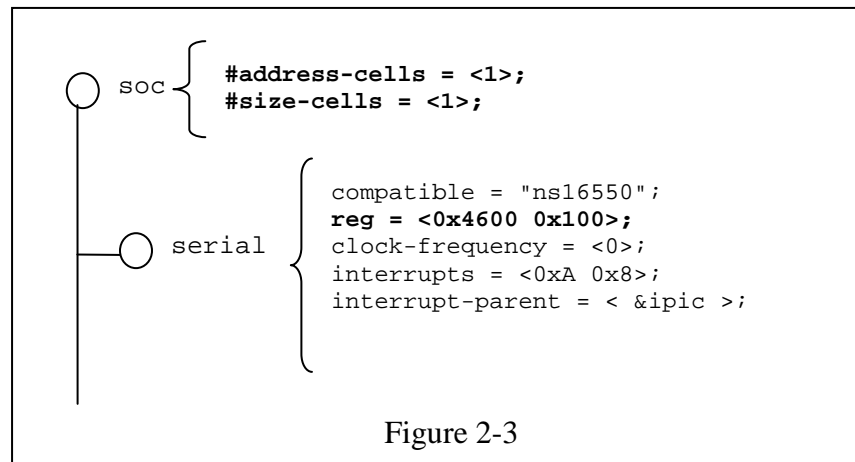 soc
#address-cells = <1>;
#size-cells = <1>;
serial
compatible = "ns16550";
reg = <0x4600 0x100>;
clock-frequency = <0>;
interrupts = <0xA 0x8>;
interrupt-parent = < &ipic >;
Figure 2-3